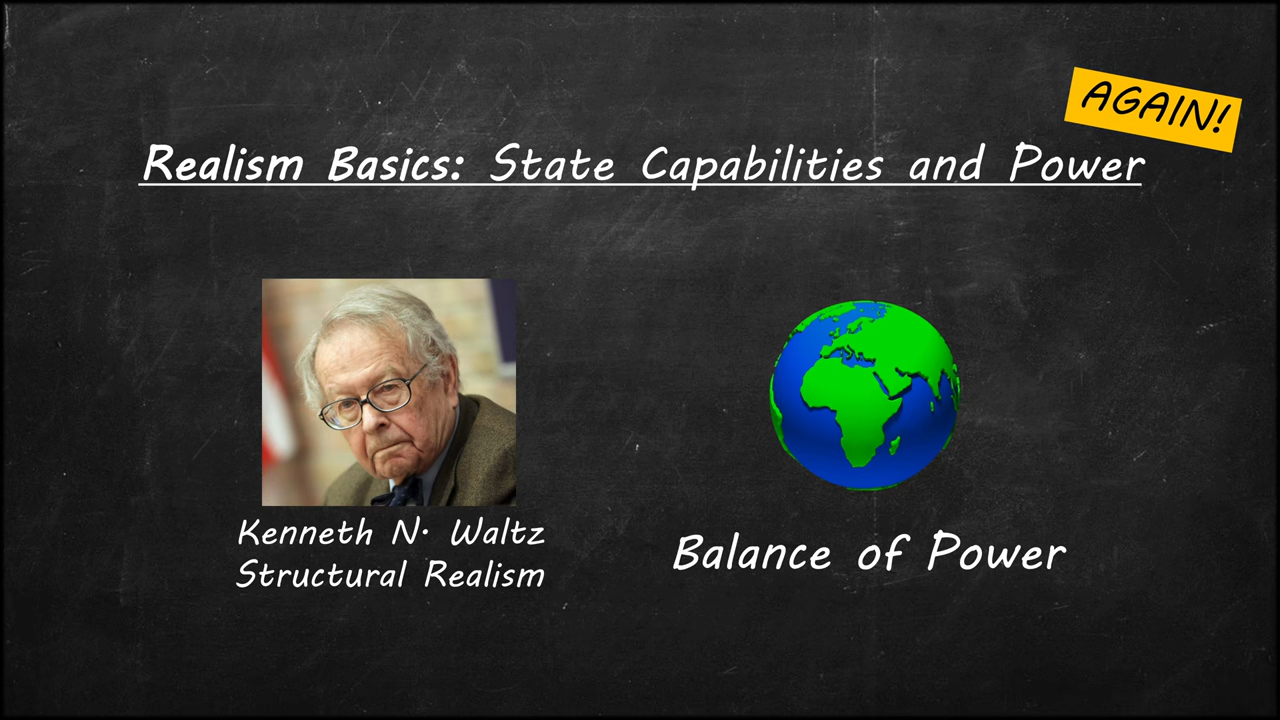 AGAIN!
Realism Basics: State Capabilities and Power
Kenneth N. Waltz
Structural Realism
Balance of Power